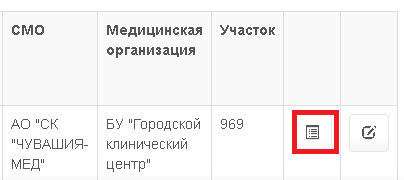 СМО
Медицинская
организация
Участок
АО "СК
"ЧУВАШИЯ-
МЕД"
БУ "Городской
клинический
центр"
969